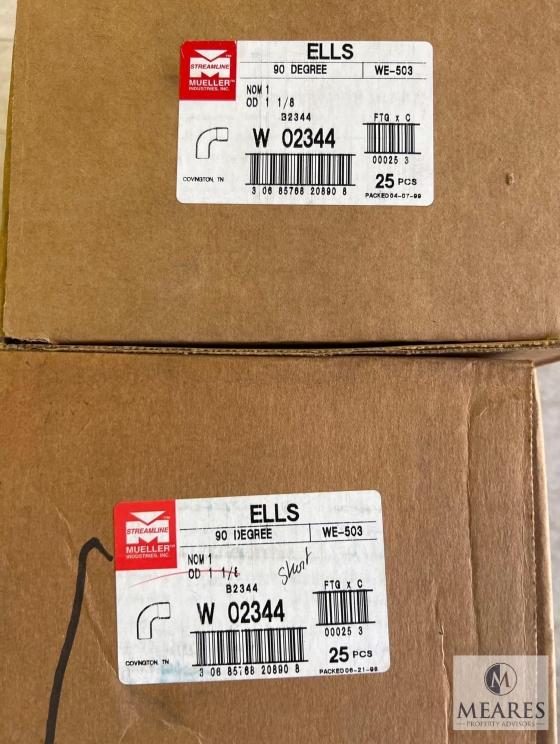 ELLS
STREAMLINE
MUELLER™
INDUSTRIES, INC.
90 DEGREE
WE-503
NOM 1
OD 1 1/8
B2344
FTG x C
W 02344
00025 3
3 06 85768 20890 8
25 PCS
COVINGTON, TN
PACKED 04-07-99
ELLS
STREAMLINE
MUELLER™
INDUSTRIES, INC.
90 DEGREE
WE-503
NOM 1
OD 1 1/8
Short
B2344
FTG x C
W 02344
00025 3
3 06 85768 20890 8
25 PCS
COVINGTON, TN
PACKED 06-21-98
M
MEARES
PROPERTY ADVISORS